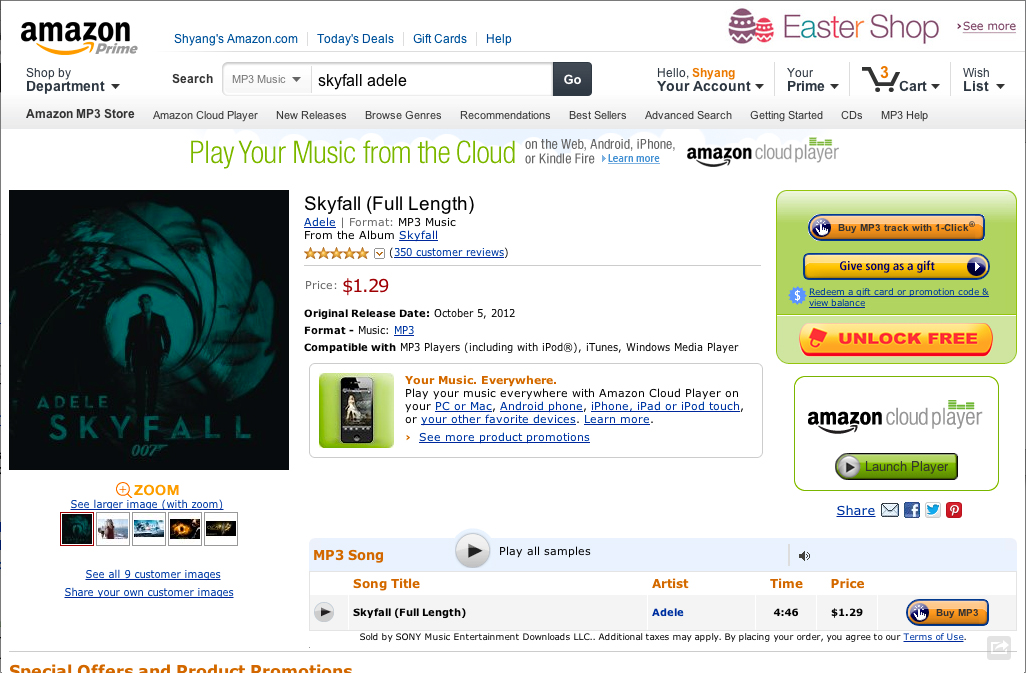 amazon Prime
Shyang's Amazon.com | Today's Deals | Gift Cards | Help
Easter Shop
›See more
Shop by Department
Search
MP3 Music
skyfall adele
Go
Hello, Shyang
Your Account
Your Prime
3 Cart
Wish List
Amazon MP3 Store
Amazon Cloud Player
New Releases
Browse Genres
Recommendations
Best Sellers
Advanced Search
Getting Started
CDs
MP3 Help
Play Your Music from the Cloud
on the Web, Android, iPhone,
or Kindle Fire
Learn more
amazon cloud player
ADELE
SKYFALL
007
ZOOM
See larger image (with zoom)
See all 9 customer images
Share your own customer images
Skyfall (Full Length)
Adele | Format: MP3 Music
From the Album Skyfall
(350 customer reviews)
Price: $1.29
Original Release Date: October 5, 2012
Format - Music: MP3
Compatible with MP3 Players (including with iPod®), iTunes, Windows Media Player
Your Music. Everywhere.
Play your music everywhere with Amazon Cloud Player on
your PC or Mac, Android phone, iPhone, iPad or iPod touch,
or your other favorite devices. Learn more.
› See more product promotions
Buy MP3 track with 1-Click®
Give song as a gift
$
Redeem a gift card or promotion code &
view balance
UNLOCK FREE
amazon cloud player
Launch Player
Share
MP3 Song
Play all samples
Song Title Artist Time Price
Skyfall (Full Length) Adele 4:46 $1.29 Buy MP3
Sold by SONY Music Entertainment Downloads LLC.. Additional taxes may apply. By placing your order, you agree to our Terms of Use.
Special Offers and Product Promotions